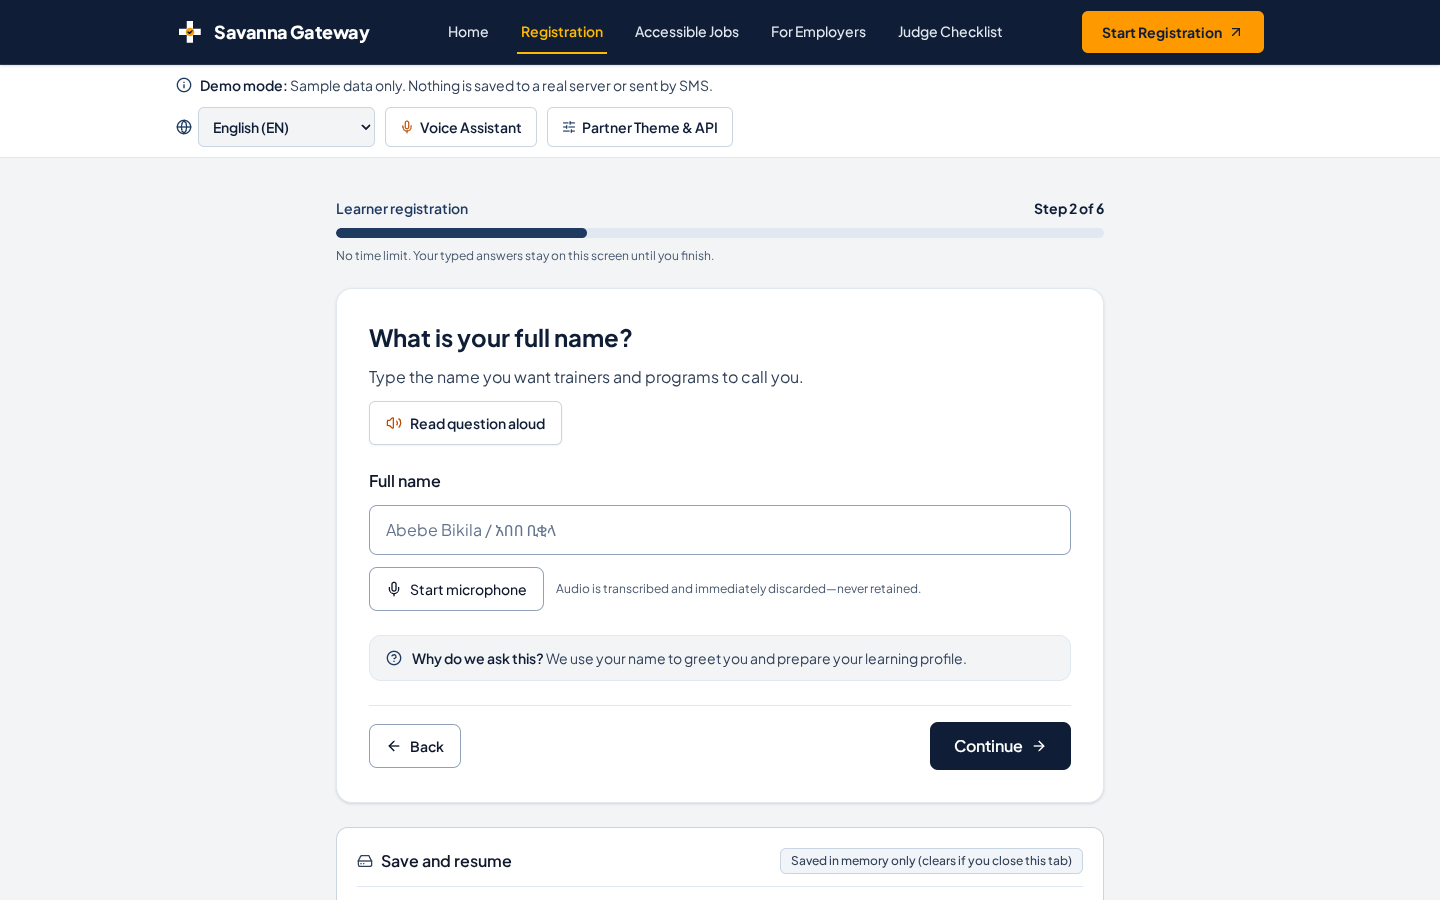 Savanna Gateway
Home
Registration
Accessible Jobs
For Employers
Judge Checklist
Start Registration
Demo mode: Sample data only. Nothing is saved to a real server or sent by SMS.
English (EN)
Voice Assistant
Partner Theme & API
Learner registration
Step 2 of 6
No time limit. Your typed answers stay on this screen until you finish.
What is your full name?
Type the name you want trainers and programs to call you.
Read question aloud
Full name
Abebe Bikila / አበበ ቢቂላ
Start microphone
Audio is transcribed and immediately discarded—never retained.
Why do we ask this? We use your name to greet you and prepare your learning profile.
Back
Continue
Save and resume
Saved in memory only (clears if you close this tab)